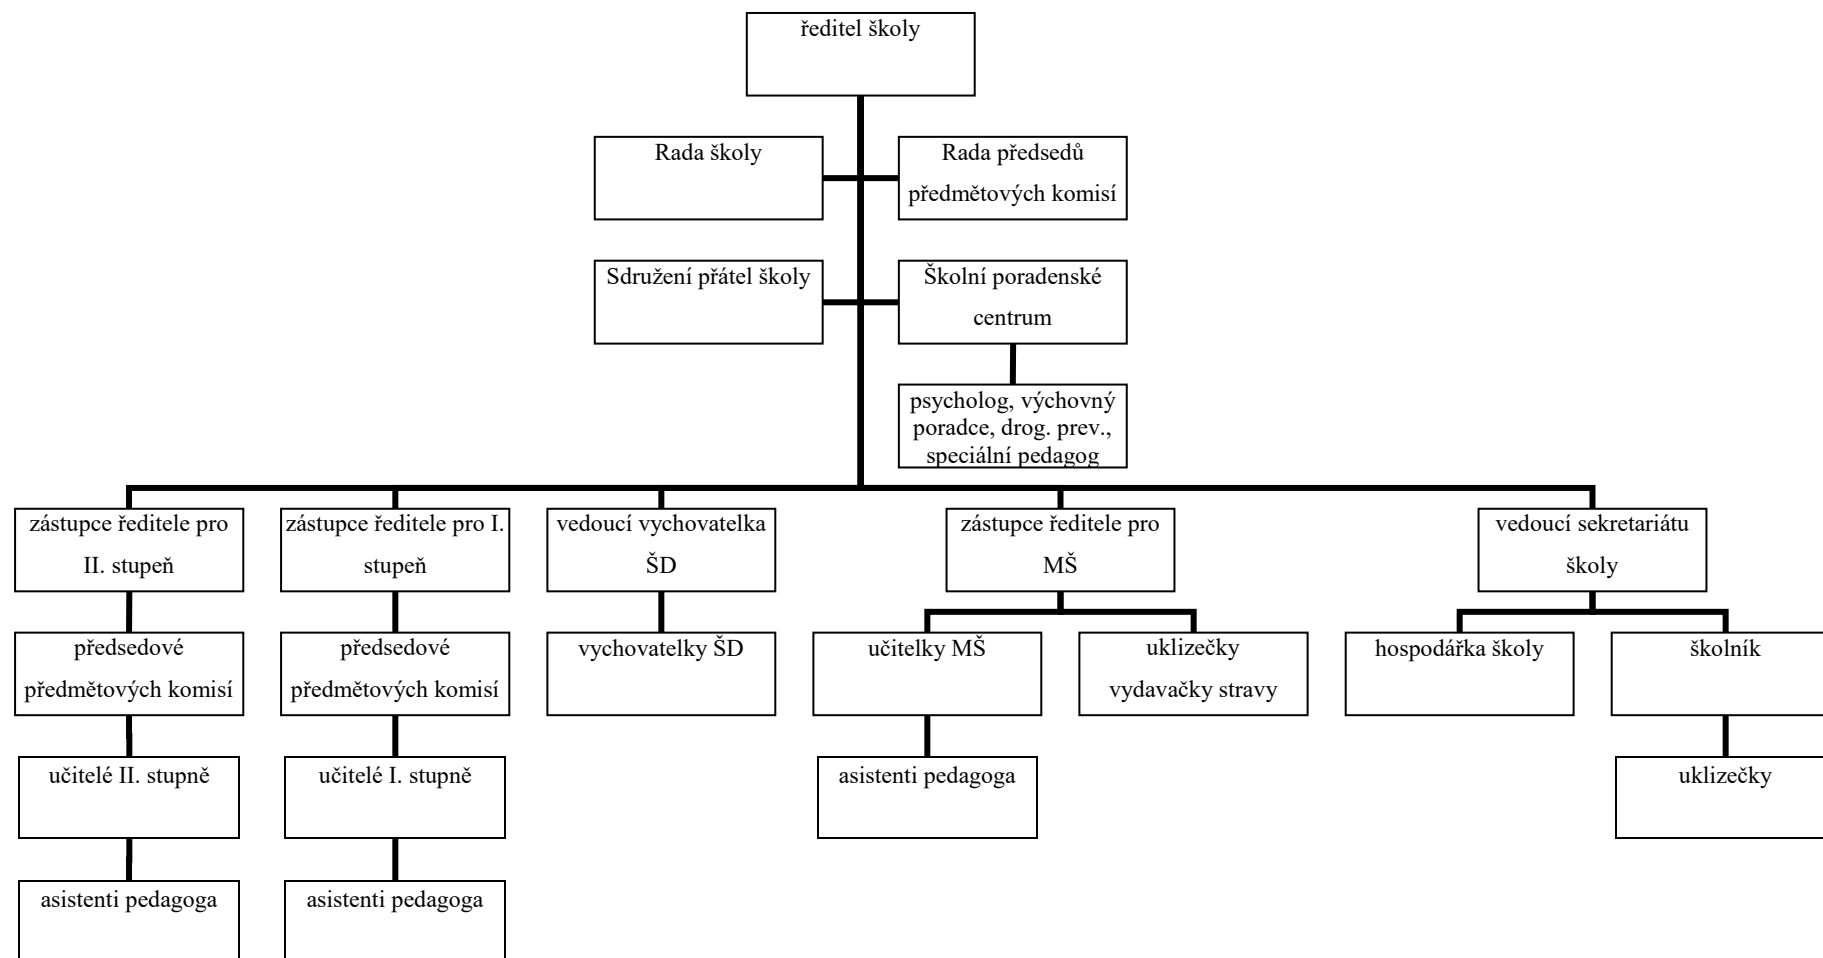 ředitel školy
Rada školy
Rada předsedů
předmětových komisí
Sdružení přátel školy
Školní poradenské
centrum
psycholog, výchovný
poradce, drog. prev.,
speciální pedagog
zástupce ředitele pro
II. stupeň
zástupce ředitele pro I.
stupeň
vedoucí vychovatelka
ŠD
zástupce ředitele pro
MŠ
vedoucí sekretariátu
školy
předsedové
předmětových komisí
předsedové
předmětových komisí
vychovatelky ŠD
učitelky MŠ
uklizečky
vydavačky stravy
hospodářka školy
školník
učitelé II. stupně
učitelé I. stupně
asistenti pedagoga
uklizečky
asistenti pedagoga
asistenti pedagoga